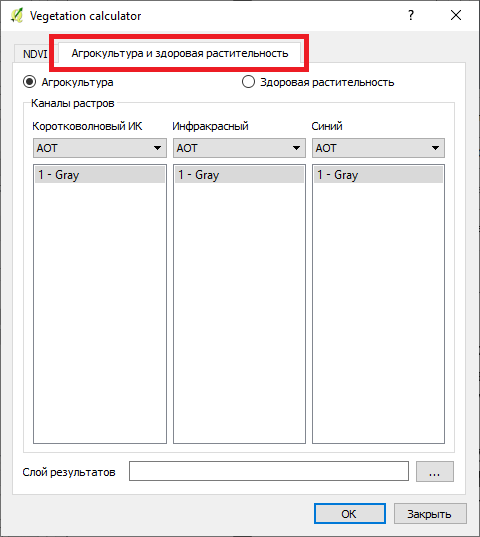 Vegetation calculator
NDVI Агрокультура и здоровая растительность
Агрокультура Здоровая растительность
Каналы растров
Коротковолновый ИК Инфракрасный Синий
AOT AOT AOT
1 - Gray 1 - Gray 1 - Gray
Слой результатов ...
OK Закрыть